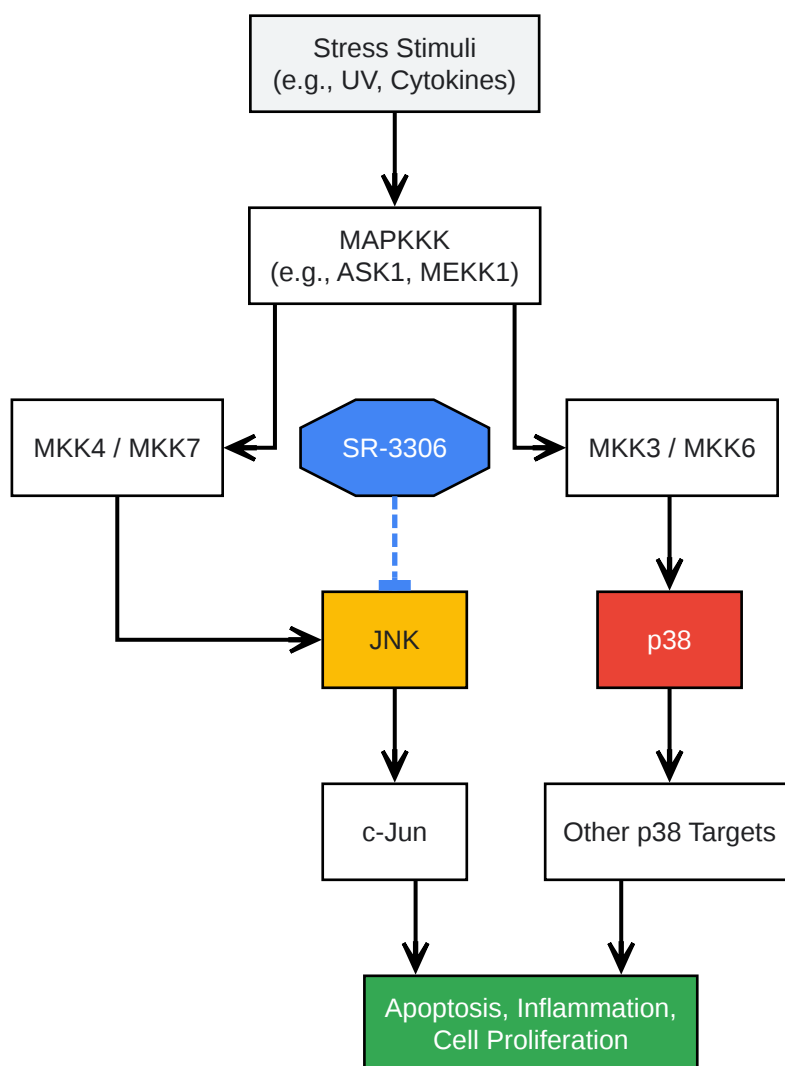 Stress Stimuli
(e.g., UV, Cytokines)
MAPKKK
(e.g., ASK1, MEKK1)
MKK4 / MKK7
SR-3306
MKK3 / MKK6
JNK
p38
c-Jun
Other p38 Targets
Apoptosis, Inflammation,
Cell Proliferation